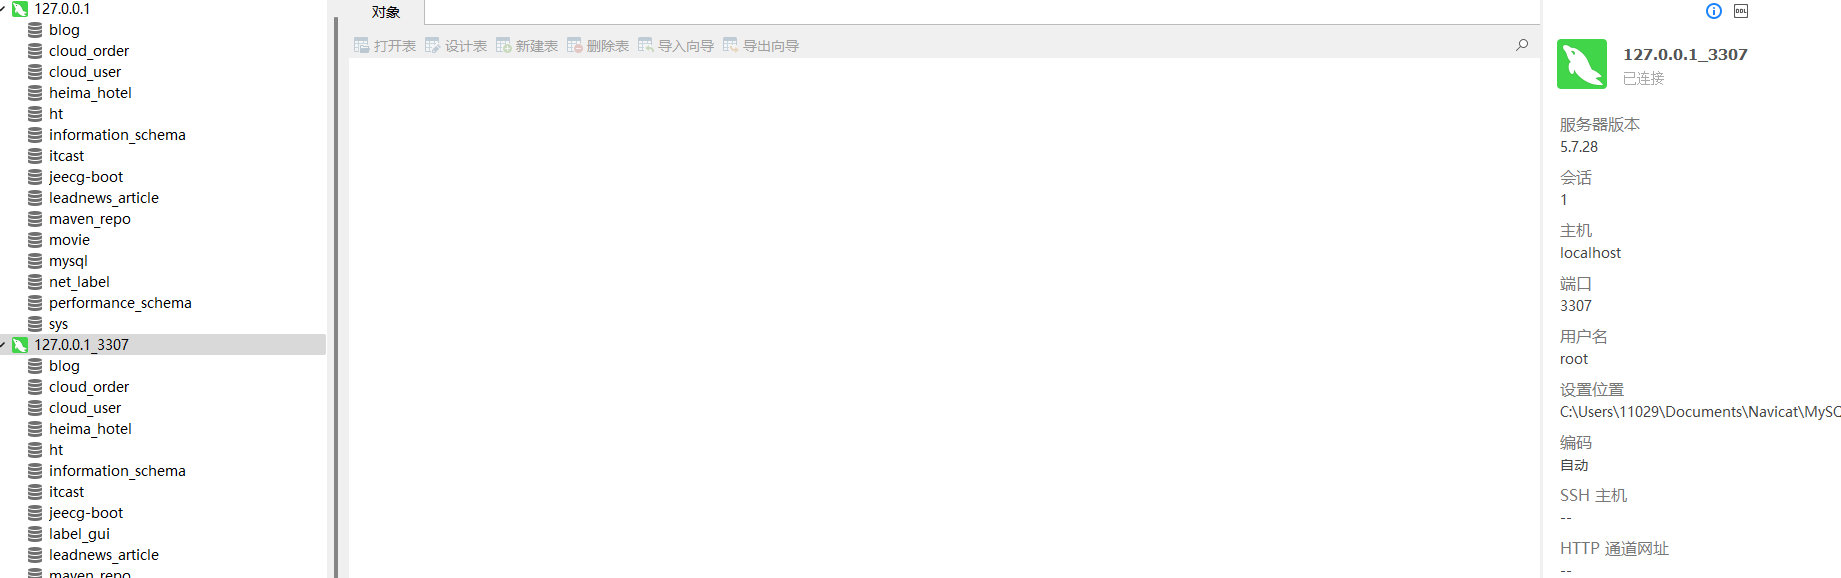 127.0.0.1
blog
cloud_order
cloud_user
heima_hotel
ht
information_schema
itcast
jeecg-boot
leadnews_article
maven_repo
movie
mysql
net_label
performance_schema
sys
127.0.0.1_3307
blog
cloud_order
cloud_user
heima_hotel
ht
information_schema
itcast
jeecg-boot
label_gui
leadnews_article
maven_repo
对象
打开表 设计表 新建表 删除表 导入向导 导出向导
DDL
127.0.0.1_3307
已连接
服务器版本
5.7.28
会话
1
主机
localhost
端口
3307
用户名
root
设置位置
C:\Users\11029\Documents\Navicat\MySQ
编码
自动
SSH 主机
--
HTTP 通道网址
--